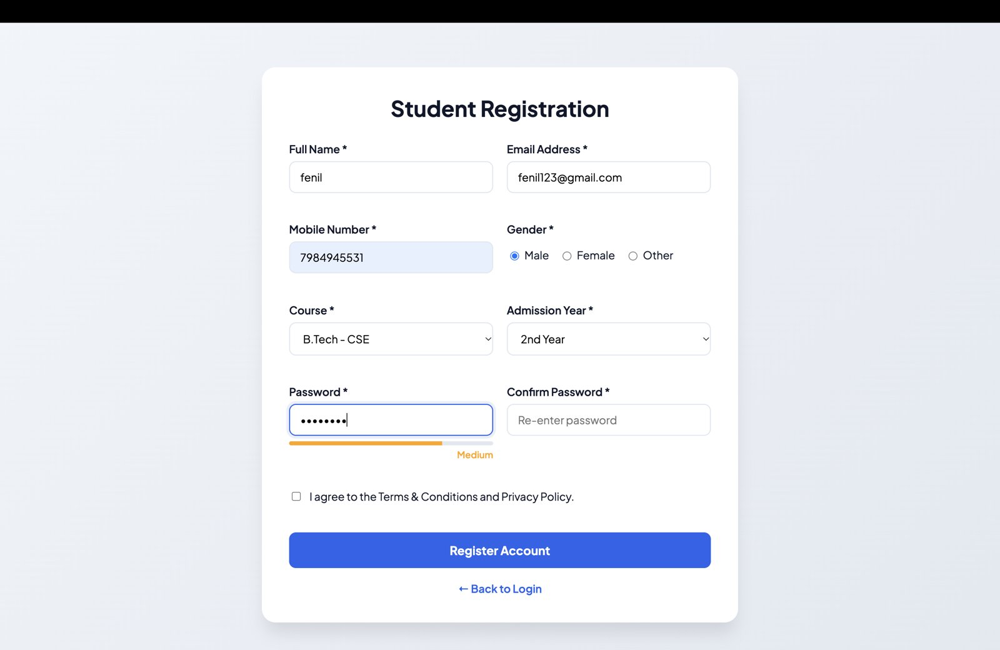 Student Registration
Full Name *
Email Address *
fenil
fenil123@gmail.com
Mobile Number *
Gender *
7984945531
Male
Female
Other
Course *
Admission Year *
B.Tech - CSE
2nd Year
Password *
Confirm Password *
••••••••
Re-enter password
Medium
I agree to the Terms & Conditions and Privacy Policy.
Register Account
← Back to Login